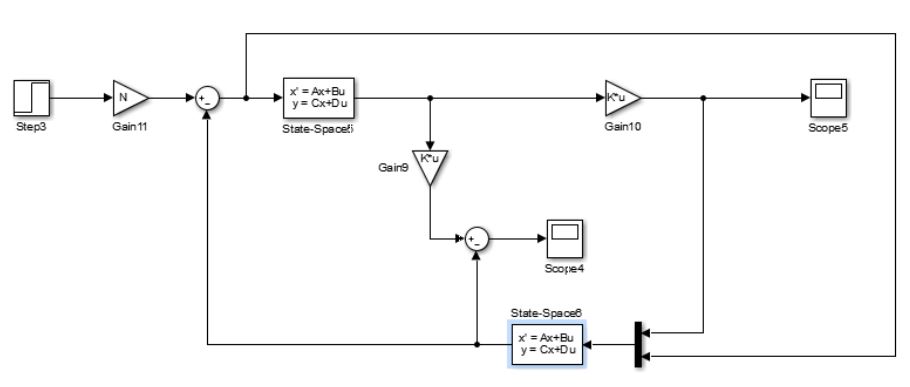 N
+
-
x' = Ax+Bu
y = Cx+Du
K*u
Step3
Gain11
State-Space5
Gain10
Scope5
K*u
Gain9
+
-
Scope4
State-Space6
x' = Ax+Bu
y = Cx+Du